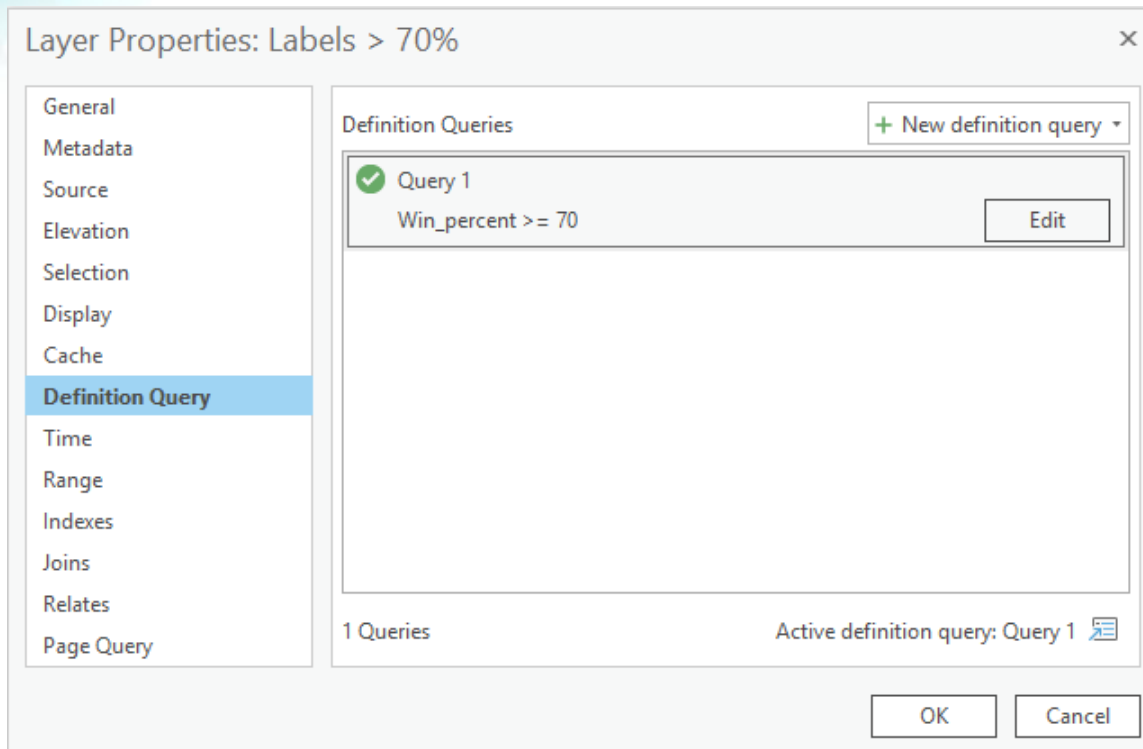 Layer Properties: Labels > 70%
General
Metadata
Source
Elevation
Selection
Display
Cache
Definition Query
Time
Range
Indexes
Joins
Relates
Page Query
Definition Queries
+ New definition query
Query 1
Win_percent >= 70
Edit
1 Queries
Active definition query: Query 1
OK
Cancel